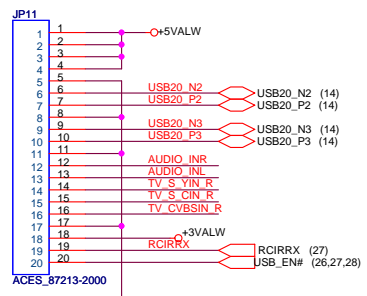 JP11
1 1 +5VALW
2 2
3 3
4 4
5 5
6 6 USB20_N2 USB20_N2 (14)
7 7 USB20_P2 USB20_P2 (14)
8 8
9 9 USB20_N3 USB20_N3 (14)
10 10 USB20_P3 USB20_P3 (14)
11 11
12 12 AUDIO_INR
13 13 AUDIO_INL
14 14 TV_S_YIN_R
15 15 TV_S_CIN_R
16 16 TV_CVBSIN_R
17 17
18 18 +3VALW
19 19 RCIRRX RCIRRX (27)
20 20 USB_EN# (26,27,28)
ACES_87213-2000